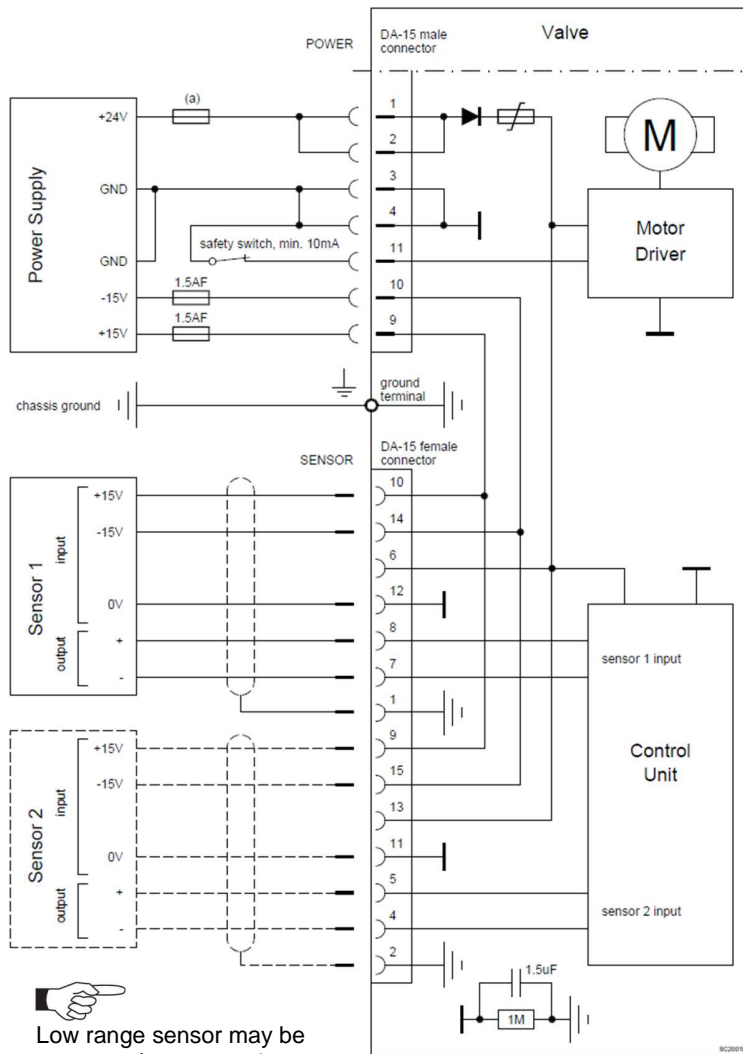 POWER
DA-15 male
connector
Valve
Power Supply
+24V
(a)
1
2
GND
3
4
safety switch, min. 10mA
GND
11
-15V
1.5AF
10
+15V
1.5AF
9
M
Motor
Driver
chassis ground
ground
terminal
SENSOR
DA-15 female
connector
Sensor 1
input
output
+15V
10
-15V
14
6
0V
12
+
8
-
7
1
sensor 1 input
Control
Unit
Sensor 2
input
output
+15V
9
-15V
15
13
0V
11
+
5
-
4
2
sensor 2 input
1.5uF
1M
Low range sensor may be